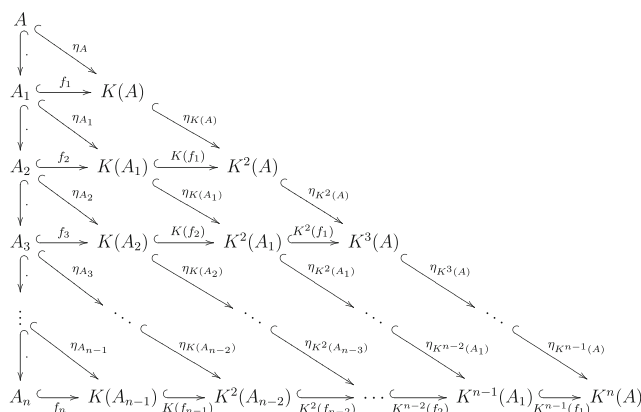 A
η_A
A_1 f_1 K(A)
η_{A_1} η_{K(A)}
A_2 f_2 K(A_1) K(f_1) K^2(A)
η_{A_2} η_{K(A_1)} η_{K^2(A)}
A_3 f_3 K(A_2) K(f_2) K^2(A_1) K^2(f_1) K^3(A)
η_{A_3} η_{K(A_2)} η_{K^2(A_1)} η_{K^3(A)}
⋮ ⋯ ⋯ ⋯ ⋯
η_{A_{n-1}} η_{K(A_{n-2})} η_{K^2(A_{n-3})} η_{K^{n-2}(A_1)} η_{K^{n-1}(A)}
A_n f_n K(A_{n-1}) K(f_{n-1}) K^2(A_{n-2}) K^2(f_{n-2}) ⋯ K^{n-2}(f_2) K^{n-1}(A_1) K^{n-1}(f_1) K^n(A)